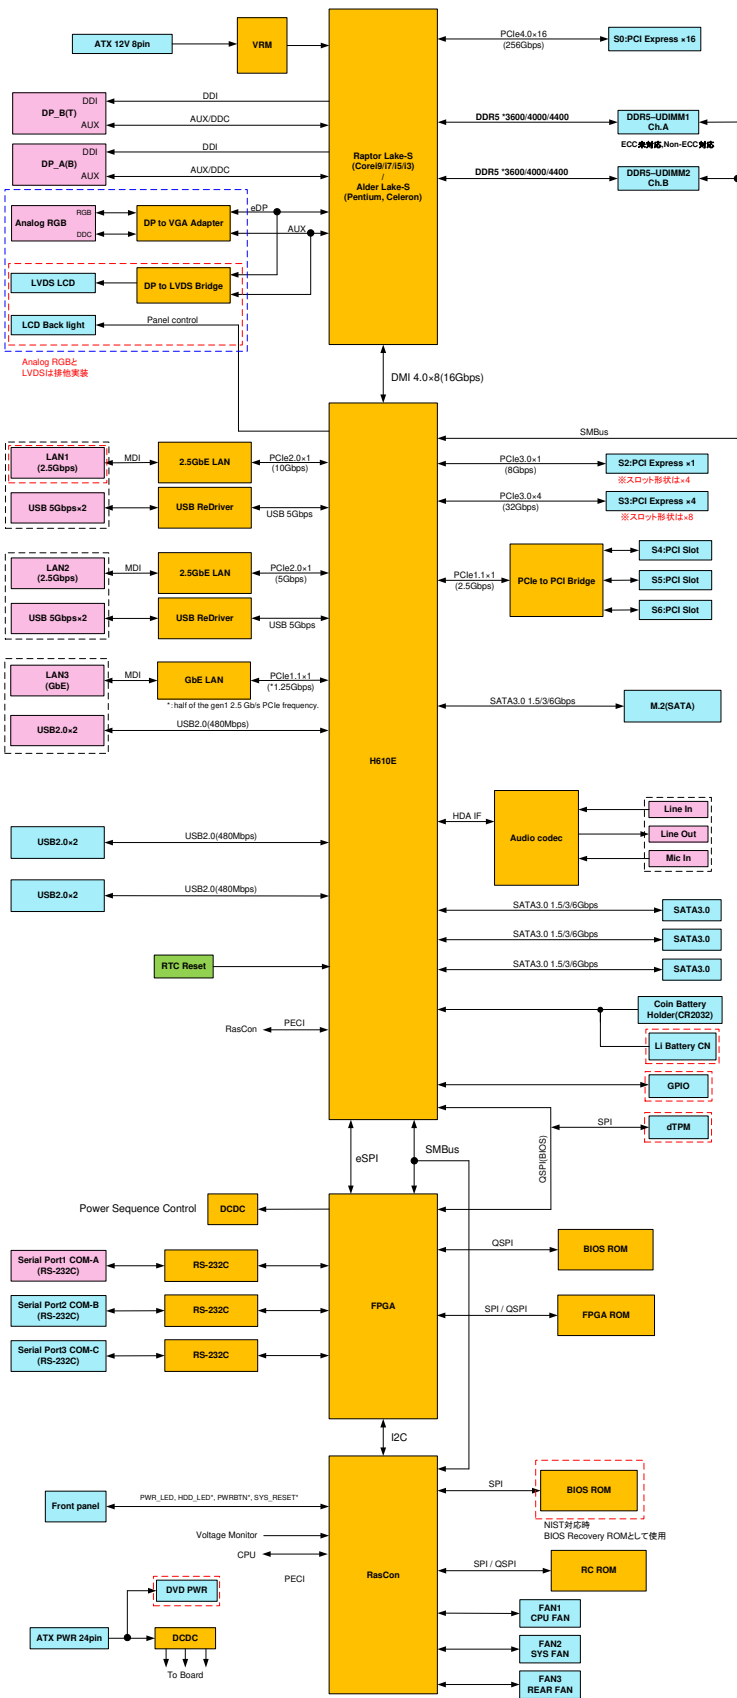 ATX 12V 8pin
VRM
PCIe4.0×16
(256Gbps)
S0:PCI Express ×16
DP_B(T)
DDI
AUX
DDI
AUX/DDC
DP_A(B)
DDI
AUX
DDI
AUX/DDC
Raptor Lake-S
(Corei9/i7/i5/i3)
/
Alder Lake-S
(Pentium, Celeron)
DDR5 *3600/4000/4400
DDR5-UDIMM1
Ch.A
ECC未対応,Non-ECC対応
DDR5 *3600/4000/4400
DDR5-UDIMM2
Ch.B
Analog RGB
RGB
DDC
DP to VGA Adapter
eDP
AUX
LVDS LCD
DP to LVDS Bridge
LCD Back light
Panel control
Analog RGBと
LVDSは排他実装
DMI 4.0×8(16Gbps)
SMBus
LAN1
(2.5Gbps)
MDI
2.5GbE LAN
PCIe2.0×1
(10Gbps)
USB 5Gbps×2
USB ReDriver
USB 5Gbps
PCIe3.0×1
(8Gbps)
S2:PCI Express ×1
※スロット形状は×4
PCIe3.0×4
(32Gbps)
S3:PCI Express ×4
※スロット形状は×8
LAN2
(2.5Gbps)
MDI
2.5GbE LAN
PCIe2.0×1
(5Gbps)
USB 5Gbps×2
USB ReDriver
USB 5Gbps
PCIe1.1×1
(2.5Gbps)
PCIe to PCI Bridge
S4:PCI Slot
S5:PCI Slot
S6:PCI Slot
LAN3
(GbE)
MDI
GbE LAN
PCIe1.1×1
(*1.25Gbps)
*: half of the gen1 2.5 Gb/s PCIe frequency.
USB2.0×2
USB2.0(480Mbps)
SATA3.0 1.5/3/6Gbps
M.2(SATA)
H610E
HDA IF
Audio codec
Line In
Line Out
Mic In
USB2.0×2
USB2.0(480Mbps)
USB2.0×2
USB2.0(480Mbps)
SATA3.0 1.5/3/6Gbps
SATA3.0
SATA3.0 1.5/3/6Gbps
SATA3.0
SATA3.0 1.5/3/6Gbps
SATA3.0
RTC Reset
RasCon
PECI
Coin Battery
Holder(CR2032)
Li Battery CN
GPIO
SPI
dTPM
QSPI(BIOS)
eSPI
SMBus
Power Sequence Control
DCDC
Serial Port1 COM-A
(RS-232C)
RS-232C
Serial Port2 COM-B
(RS-232C)
RS-232C
Serial Port3 COM-C
(RS-232C)
RS-232C
FPGA
QSPI
BIOS ROM
SPI / QSPI
FPGA ROM
I2C
Front panel
PWR_LED, HDD_LED*, PWRBTN*, SYS_RESET*
Voltage Monitor
CPU
PECI
RasCon
SPI
BIOS ROM
NIST対応時
BIOS Recovery ROMとして使用
SPI / QSPI
RC ROM
DVD PWR
ATX PWR 24pin
DCDC
To Board
FAN1
CPU FAN
FAN2
SYS FAN
FAN3
REAR FAN